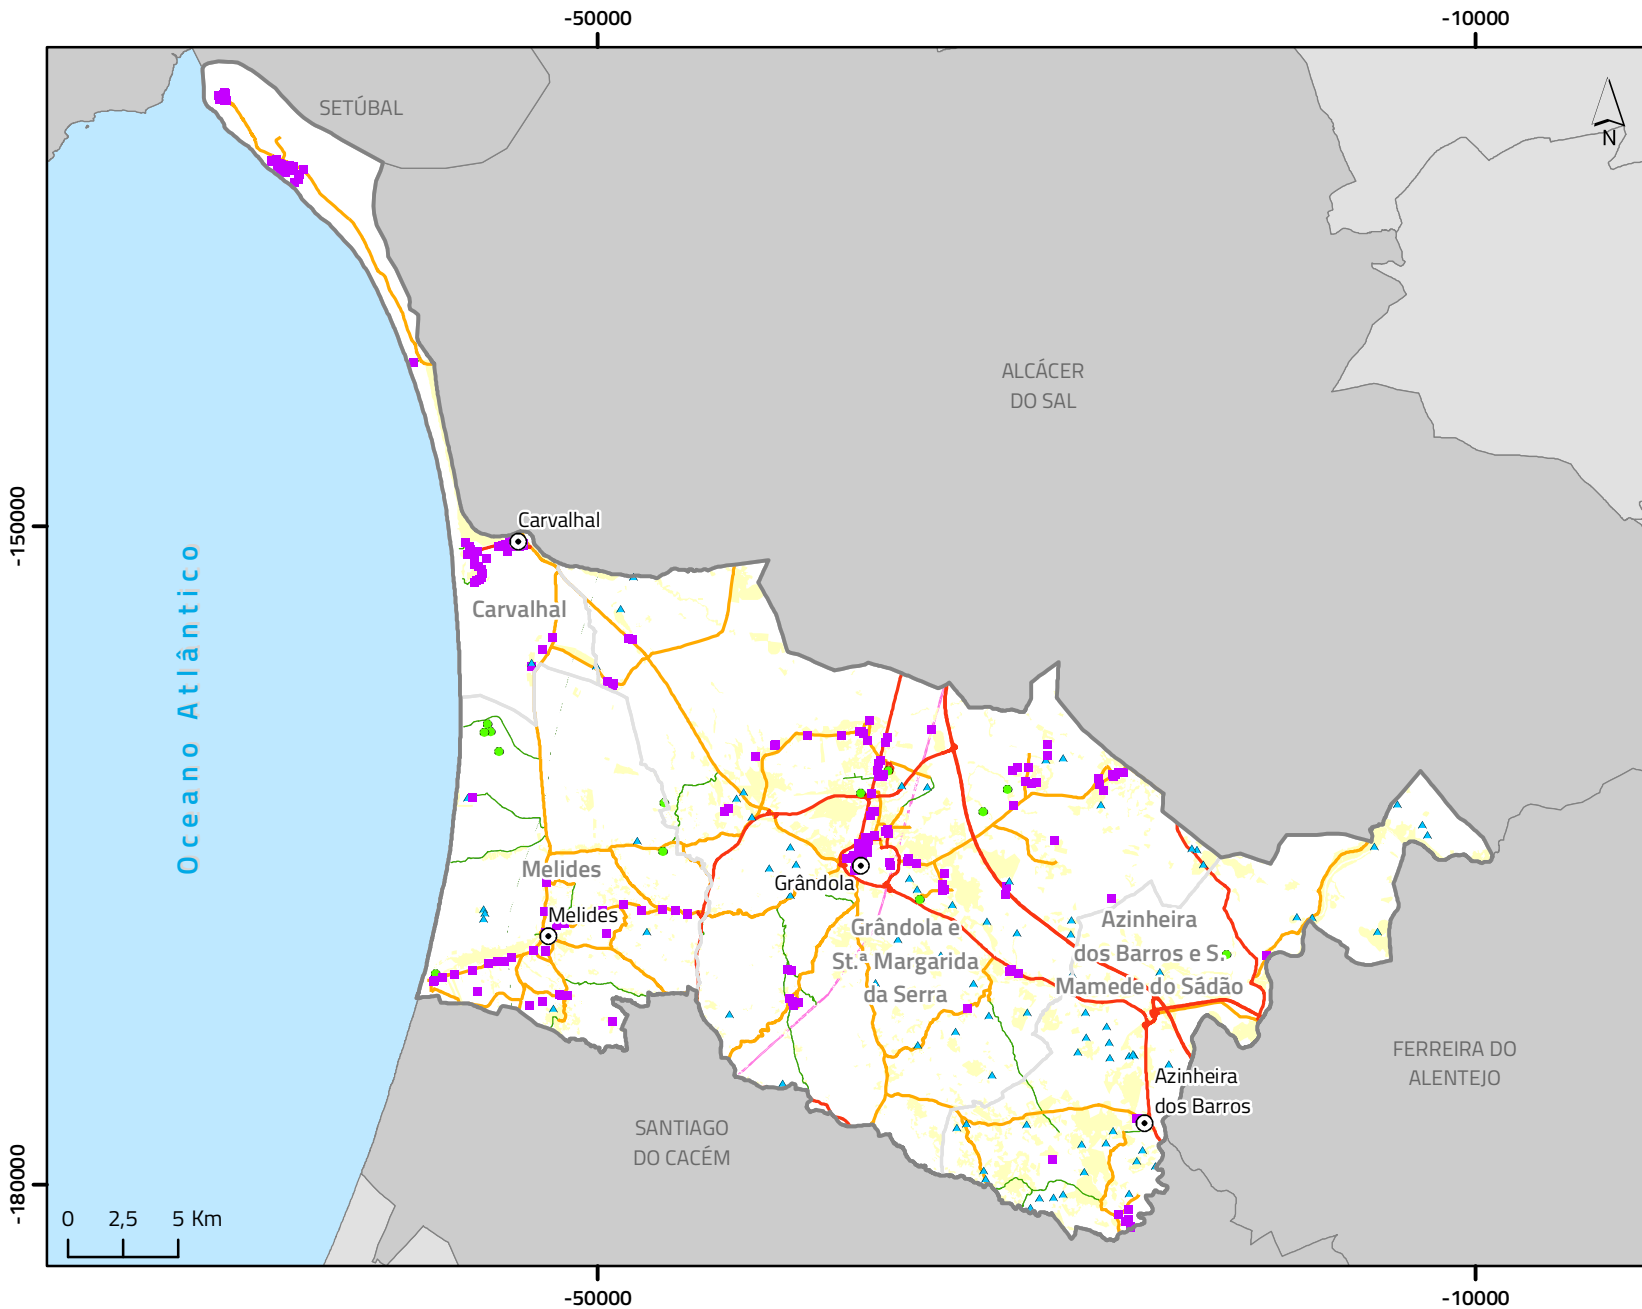 -50000
-10000
SETÚBAL
N
ALCÁCER
DO SAL
-150000
Carvalhal
Oceano Atlântico
Carvalhal
Melides
Grândola
Melides
Azinheira
dos Barros e S.
Mamede do Sádão
Grândola e
St.ª Margarida
da Serra
FERREIRA DO
ALENTEJO
Azinheira
dos Barros
SANTIAGO
DO CACÉM
-180000
0 2,5 5 Km
-50000
-10000